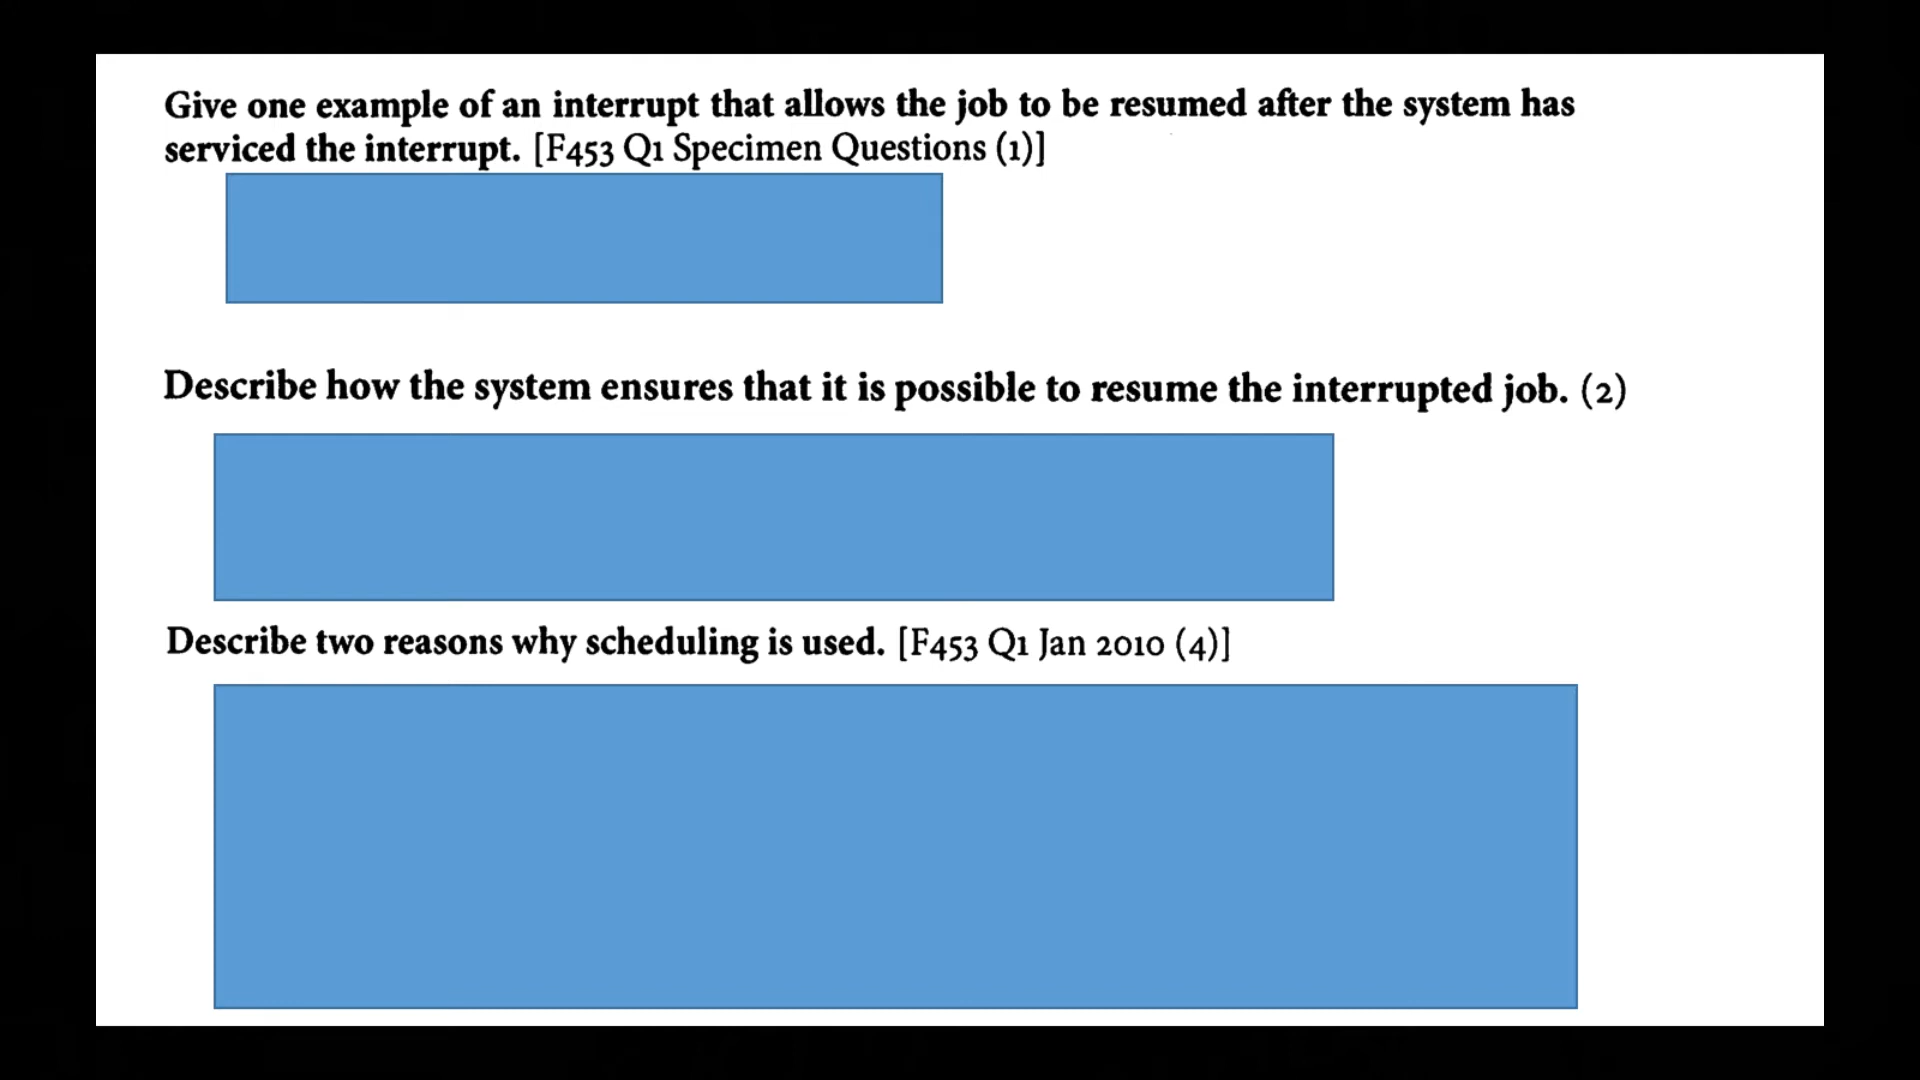 Give one example of an interrupt that allows the job to be resumed after the system has
serviced the interrupt. [F453 Q1 Specimen Questions (1)]
Describe how the system ensures that it is possible to resume the interrupted job. (2)
Describe two reasons why scheduling is used. [F453 Q1 Jan 2010 (4)]